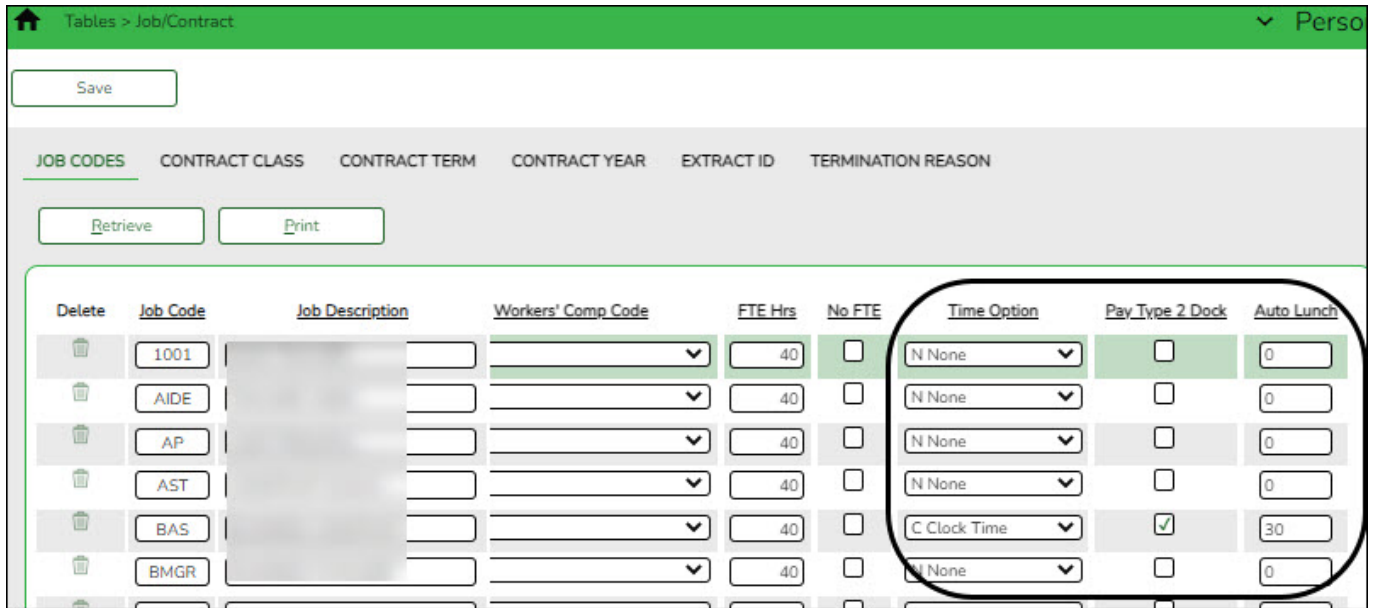 Tables > Job/Contract Perso
Save
JOB CODES CONTRACT CLASS CONTRACT TERM CONTRACT YEAR EXTRACT ID TERMINATION REASON
Retrieve Print
Delete Job Code Job Description Workers' Comp Code FTE Hrs No FTE Time Option Pay Type 2 Dock Auto Lunch
1001 40 N None 0
AIDE 40 N None 0
AP 40 N None 0
AST 40 N None 0
BAS 40 C Clock Time 30
BMGR 40 N None 0